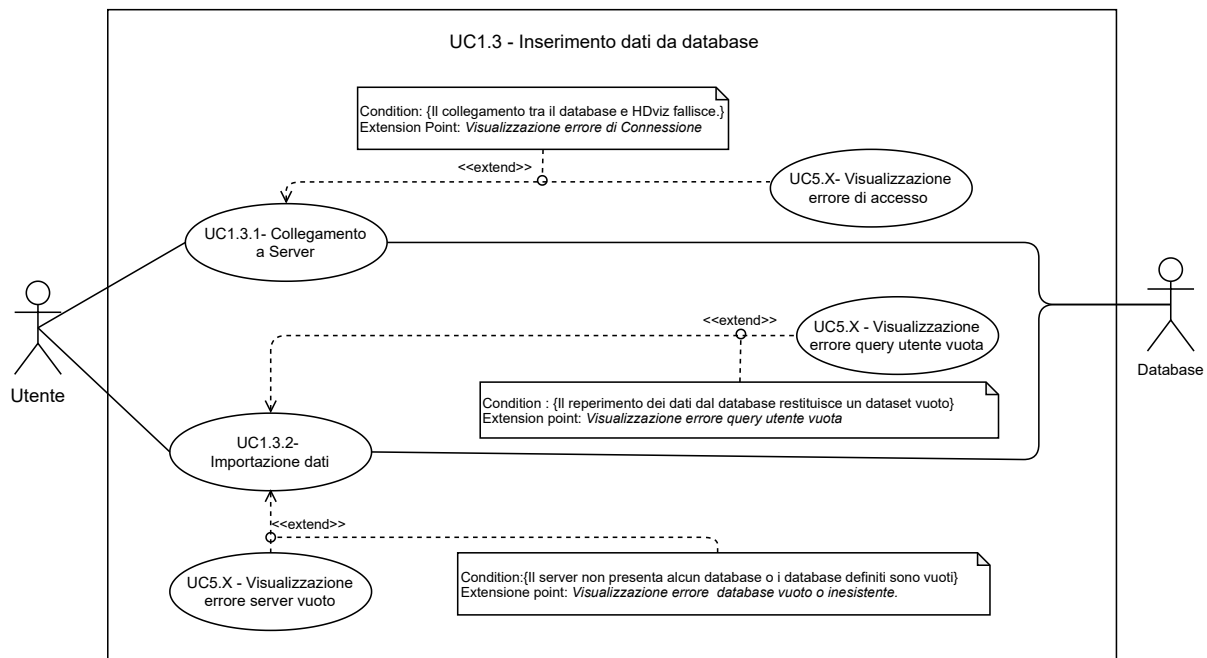 UC1.3 - Inserimento dati da database
Condition: {Il collegamento tra il database e HDviz fallisce.}
Extension Point: Visualizzazione errore di Connessione
<<extend>>
UC5.X- Visualizzazione
errore di accesso
UC1.3.1- Collegamento
a Server
<<extend>>
UC5.X - Visualizzazione
errore query utente vuota
Utente
Database
Condition : {Il reperimento dei dati dal database restituisce un dataset vuoto}
Extension point: Visualizzazione errore query utente vuota
UC1.3.2-
Importazione dati
<<extend>>
UC5.X - Visualizzazione
errore server vuoto
Condition:{Il server non presenta alcun database o i database definiti sono vuoti}
Extensione point: Visualizzazione errore database vuoto o inesistente.